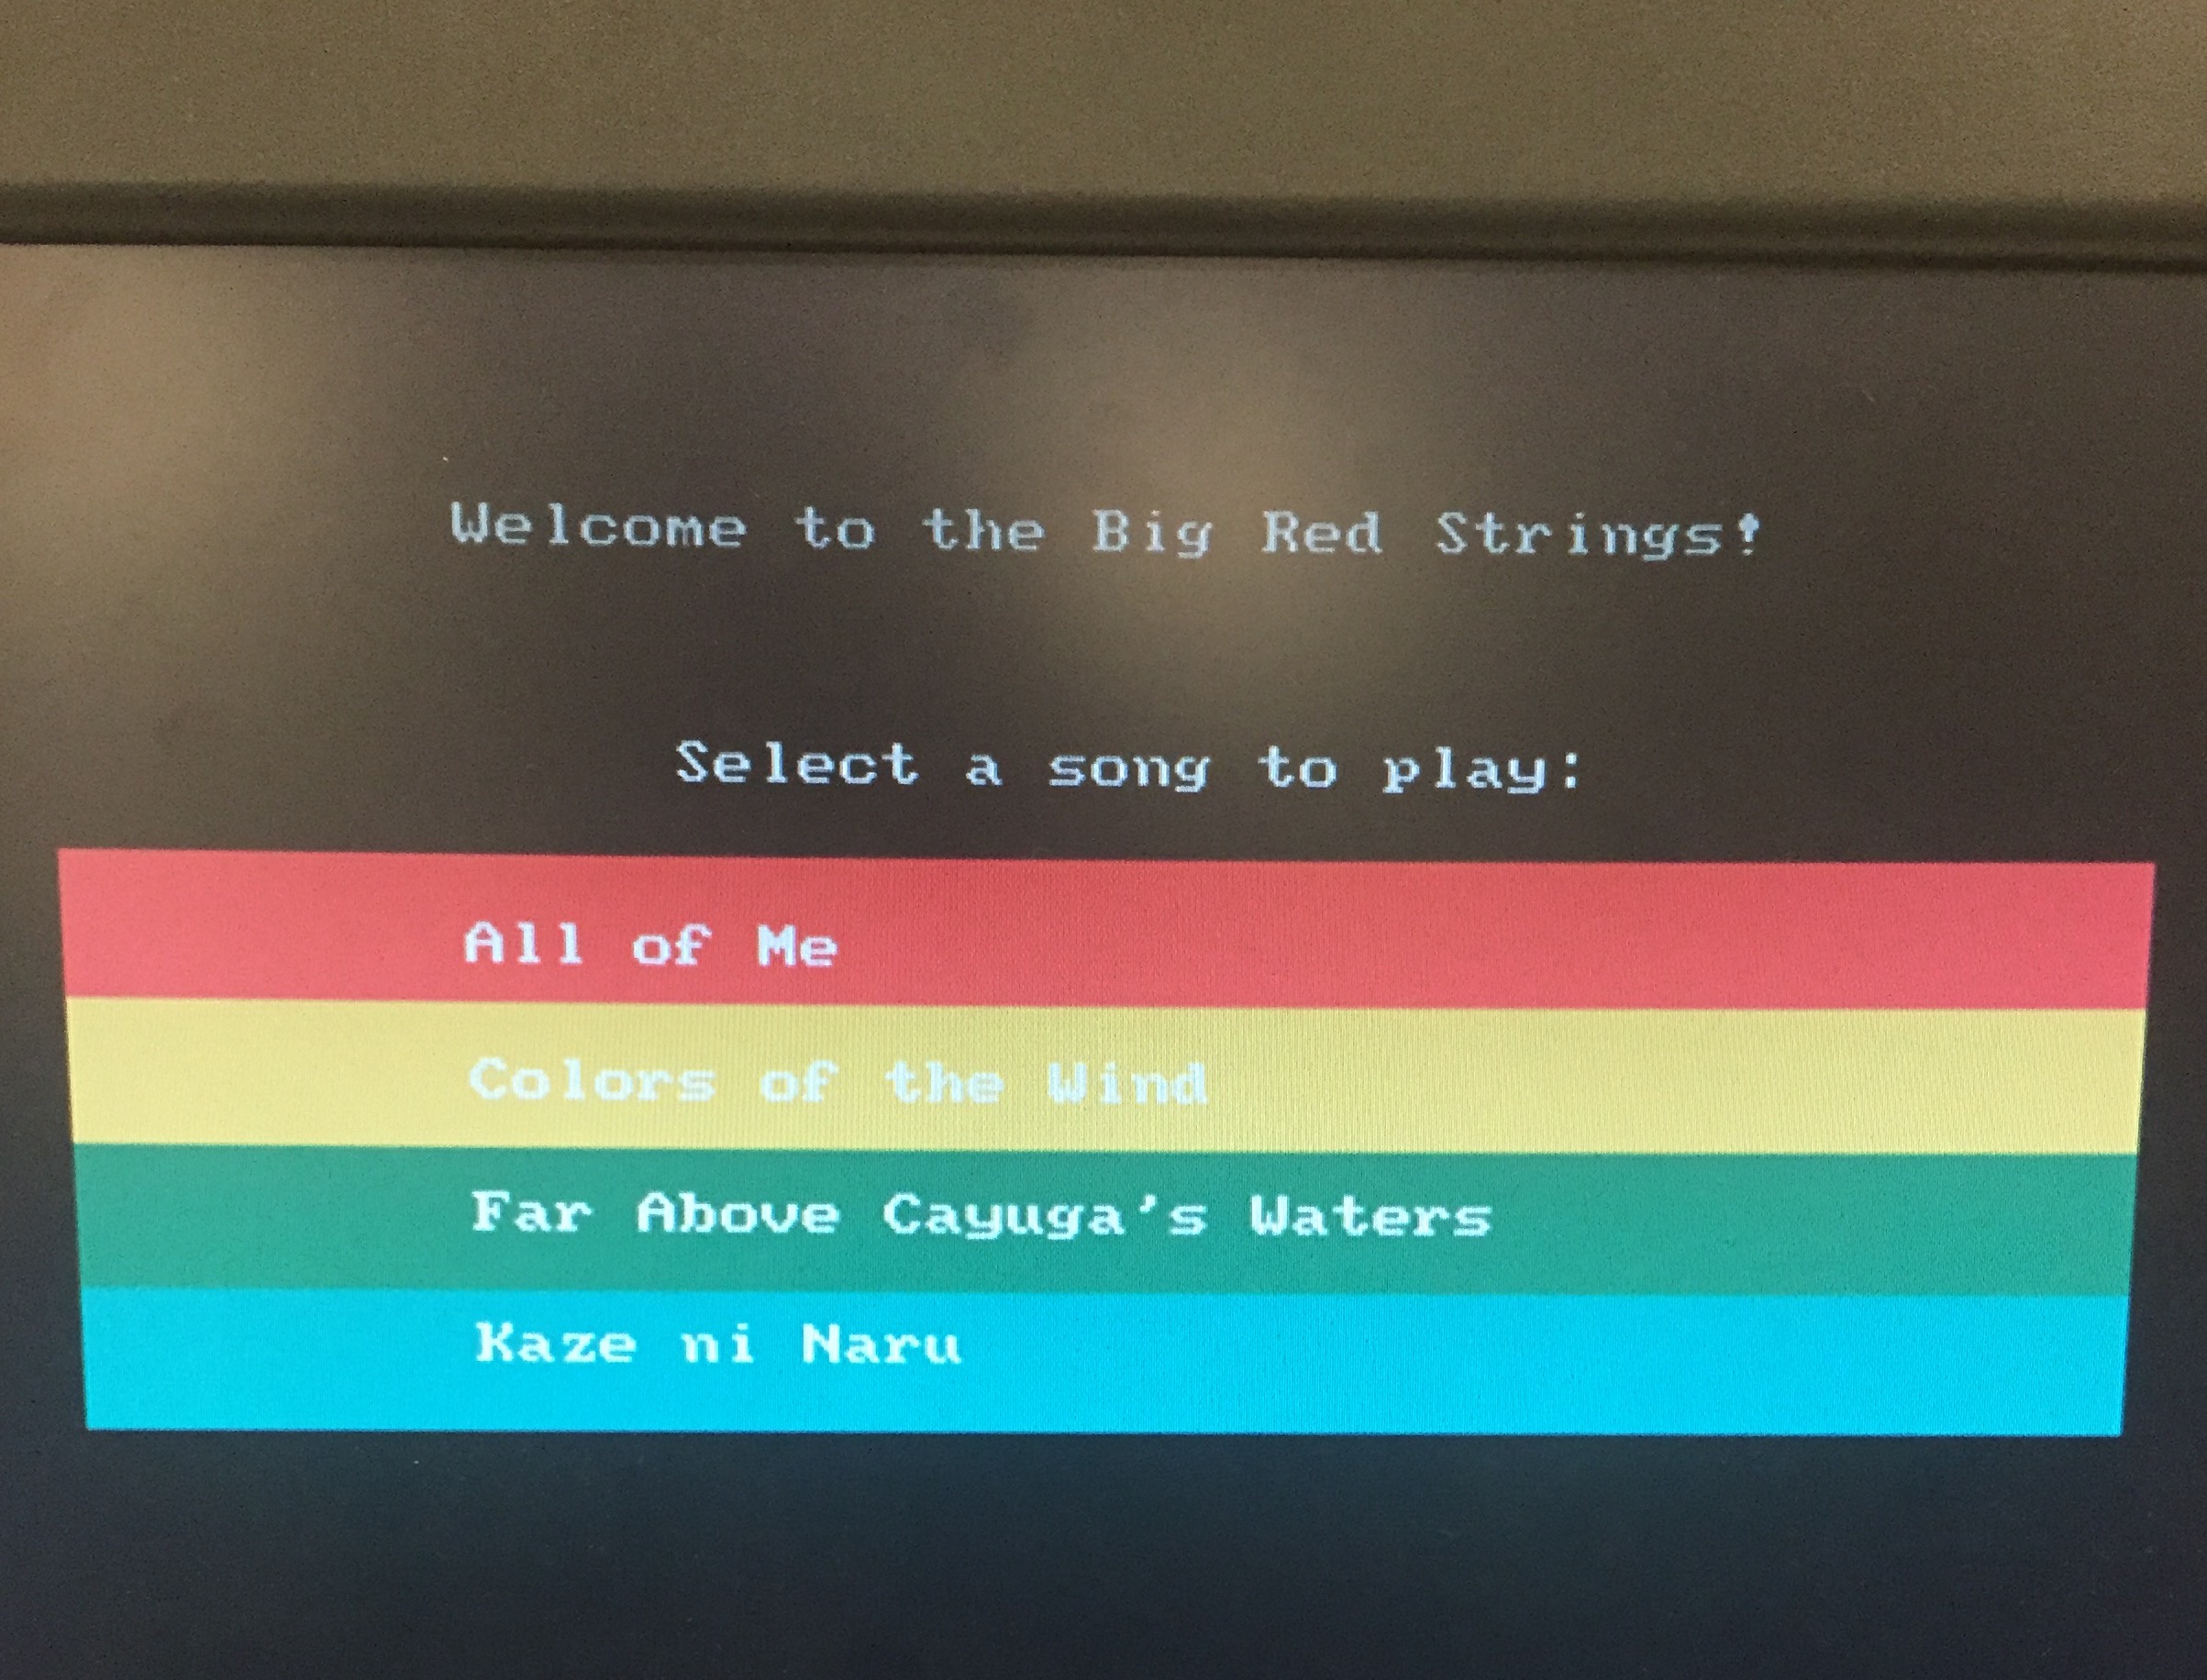 Welcome to the Big Red Strings!
Select a song to play:
All of Me
Colors of the Wind
Far Above Cayuga's Waters
Kaze ni Naru